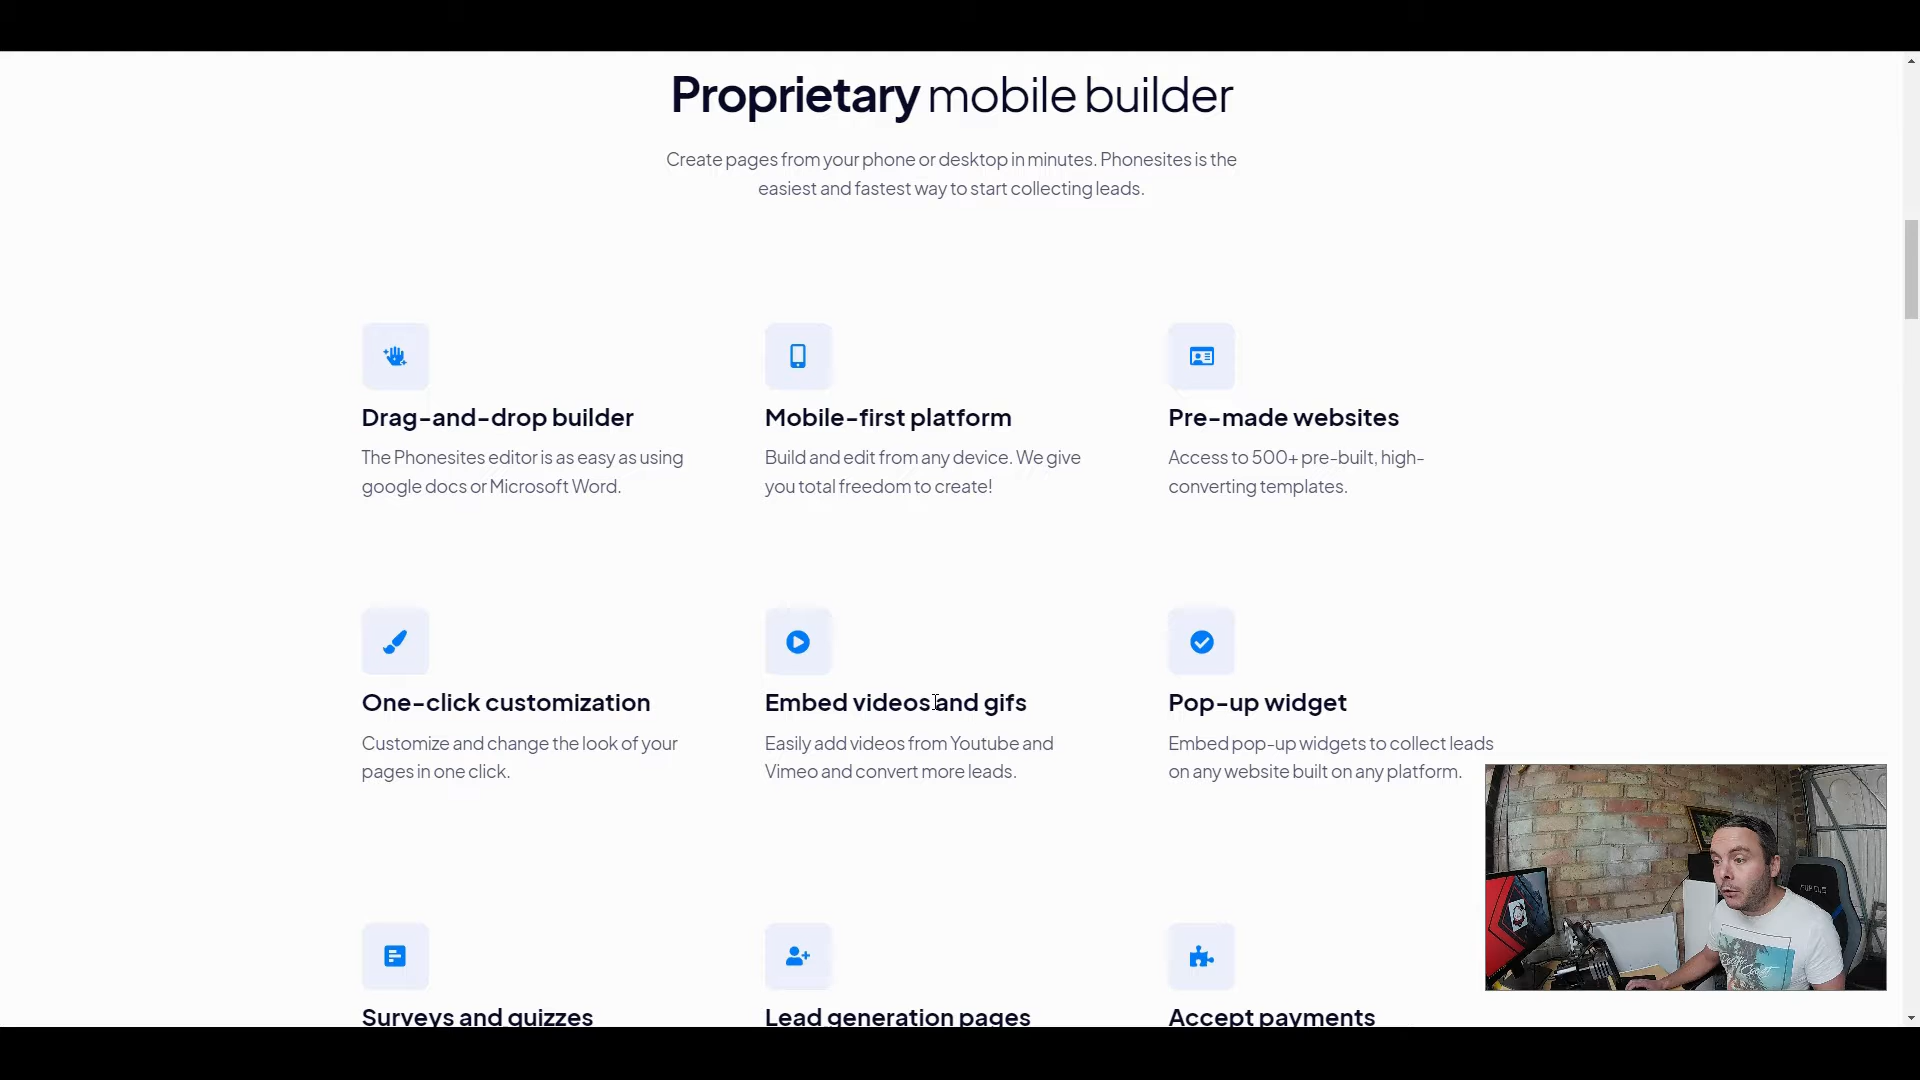 Proprietary mobile builder
Create pages from your phone or desktop in minutes. Phonesites is the
easiest and fastest way to start collecting leads.
Drag-and-drop builder
The Phonesites editor is as easy as using
google docs or Microsoft Word.
Mobile-first platform
Build and edit from any device. We give
you total freedom to create!
Pre-made websites
Access to 500+ pre-built, high-
converting templates.
One-click customization
Customize and change the look of your
pages in one click.
Embed videos and gifs
Easily add videos from Youtube and
Vimeo and convert more leads.
Pop-up widget
Embed pop-up widgets to collect leads
on any website built on any platform.
Surveys and quizzes
Lead generation pages
Accept payments